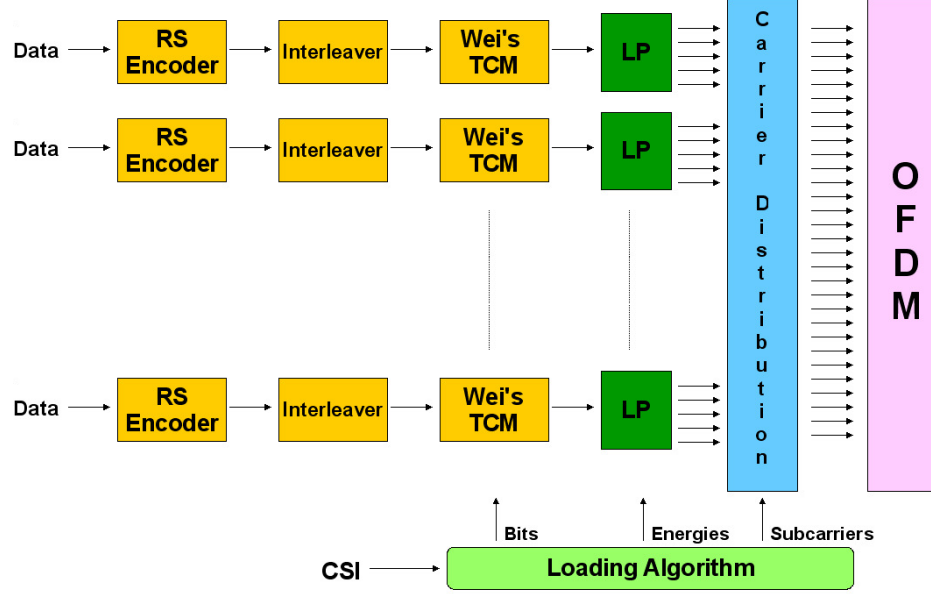 Data
RS
Encoder
Interleaver
Wei's
TCM
LP
Data
RS
Encoder
Interleaver
Wei's
TCM
LP
Data
RS
Encoder
Interleaver
Wei's
TCM
LP
Carrier Distribution
OFDM
Bits
Energies
Subcarriers
CSI
Loading Algorithm